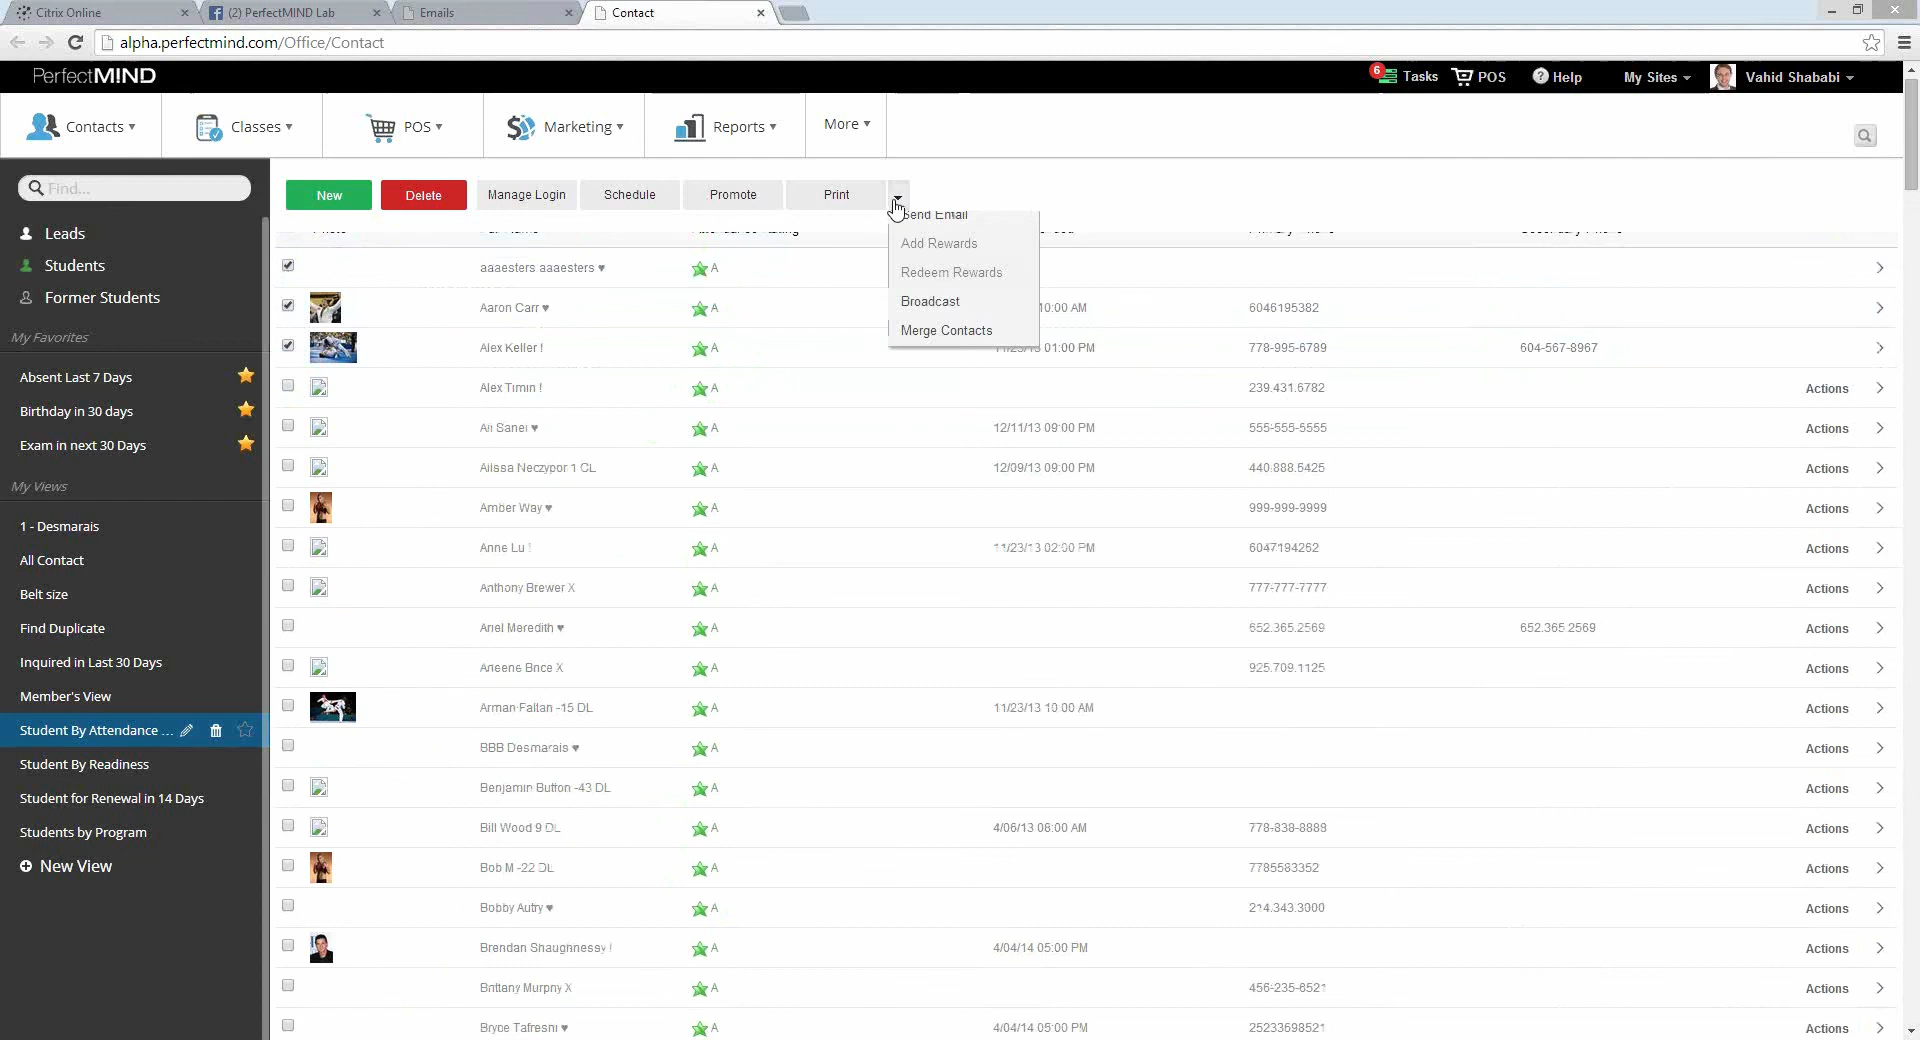 Citrix Online
(2) PerfectMIND Lab
Emails
Contact
alpha.perfectmind.com/Office/Contact
PerfectMIND
6 Tasks POS Help My Sites Vahid Shababi
Contacts Classes POS Marketing Reports More
Find...
New Delete Manage Login Schedule Promote Print
Leads
Students
Former Students
My Favorites
Absent Last 7 Days
Birthday in 30 days
Exam in next 30 Days
My Views
1 - Desmarais
All Contact
Belt size
Find Duplicate
Inquired in Last 30 Days
Member's View
Student By Attendance ...
Student By Readiness
Student for Renewal in 14 Days
Students by Program
New View
Send Email
Add Rewards
Redeem Rewards
Broadcast
Merge Contacts
aaaesters aaaesters ♥ A
Aaron Carr ♥ A 10:00 AM 6046195382
Alex Keller ! A 11/23/13 01:00 PM 778-995-6789 604-567-8967
Alex Timin ! A 239.431.6782 Actions
Ali Sanei ♥ A 12/11/13 09:00 PM 555-555-5555 Actions
Alissa Neczypor 1 CL A 12/09/13 09:00 PM 440.888.5425 Actions
Amber Way ♥ A 999-999-9999 Actions
Anne Lu ! A 11/23/13 02:00 PM 6047194262 Actions
Anthony Brewer X A 777-777-7777 Actions
Ariel Meredith ♥ A 652.365.2569 652.365.2569 Actions
Arleene Brice X A 925.709.1125 Actions
Arman Fallan -15 DL A 11/23/13 10:00 AM Actions
BBB Desmarais ♥ A Actions
Benjamin Button -43 DL A Actions
Bill Wood 9 DL A 4/06/13 06:00 AM 778-838-8888 Actions
Bob M -22 DL A 7785583352 Actions
Bobby Autry ♥ A 214.343.3000 Actions
Brendan Shaughnessy ! A 4/04/14 05:00 PM Actions
Brittany Murphy X A 456-235-6521 Actions
Bryce Tafreshi ♥ A 4/04/14 05:00 PM 25233698521 Actions